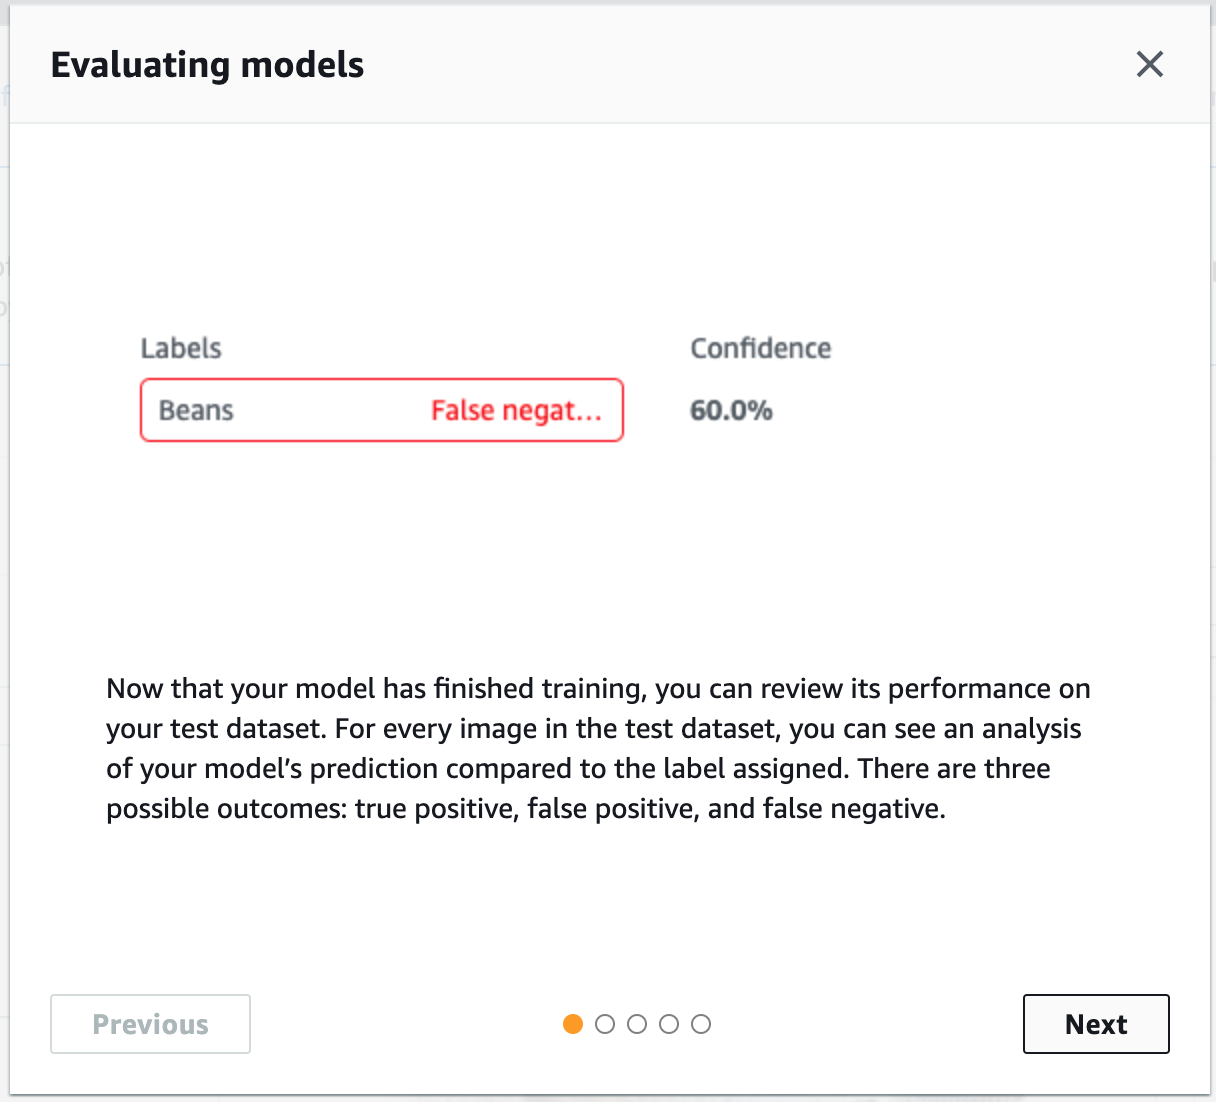 Evaluating models
Labels
Confidence
Beans
False negat...
60.0%
Now that your model has finished training, you can review its performance on
your test dataset. For every image in the test dataset, you can see an analysis
of your model’s prediction compared to the label assigned. There are three
possible outcomes: true positive, false positive, and false negative.
Previous
Next